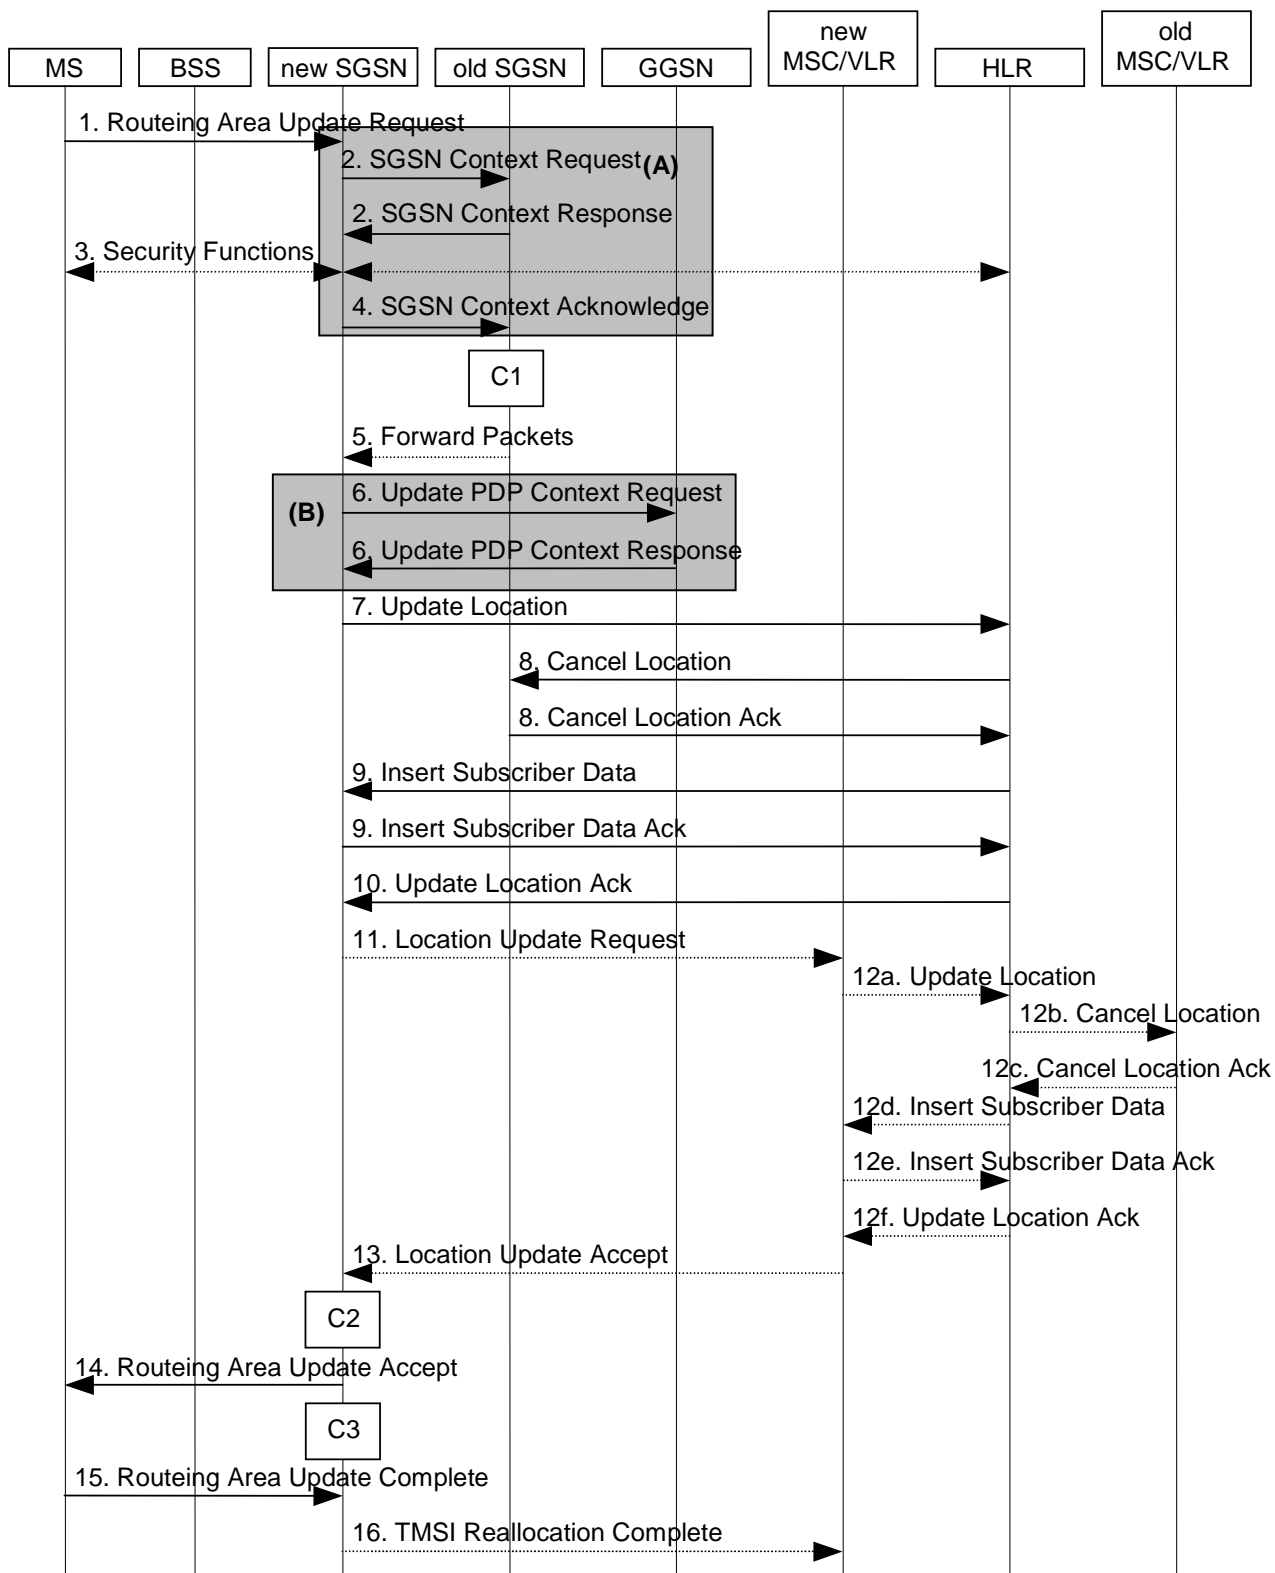 new
MSC/VLR
old
MSC/VLR
MS
BSS
new SGSN
old SGSN
GGSN
HLR
1. Routeing Area Update Request
2. SGSN Context Request
(A)
2. SGSN Context Response
3. Security Functions
4. SGSN Context Acknowledge
C1
5. Forward Packets
6. Update PDP Context Request
(B)
6. Update PDP Context Response
7. Update Location
8. Cancel Location
8. Cancel Location Ack
9. Insert Subscriber Data
9. Insert Subscriber Data Ack
10. Update Location Ack
11. Location Update Request
12a. Update Location
12b. Cancel Location
12c. Cancel Location Ack
12d. Insert Subscriber Data
12e. Insert Subscriber Data Ack
12f. Update Location Ack
13. Location Update Accept
C2
14. Routeing Area Update Accept
C3
15. Routeing Area Update Complete
16. TMSI Reallocation Complete